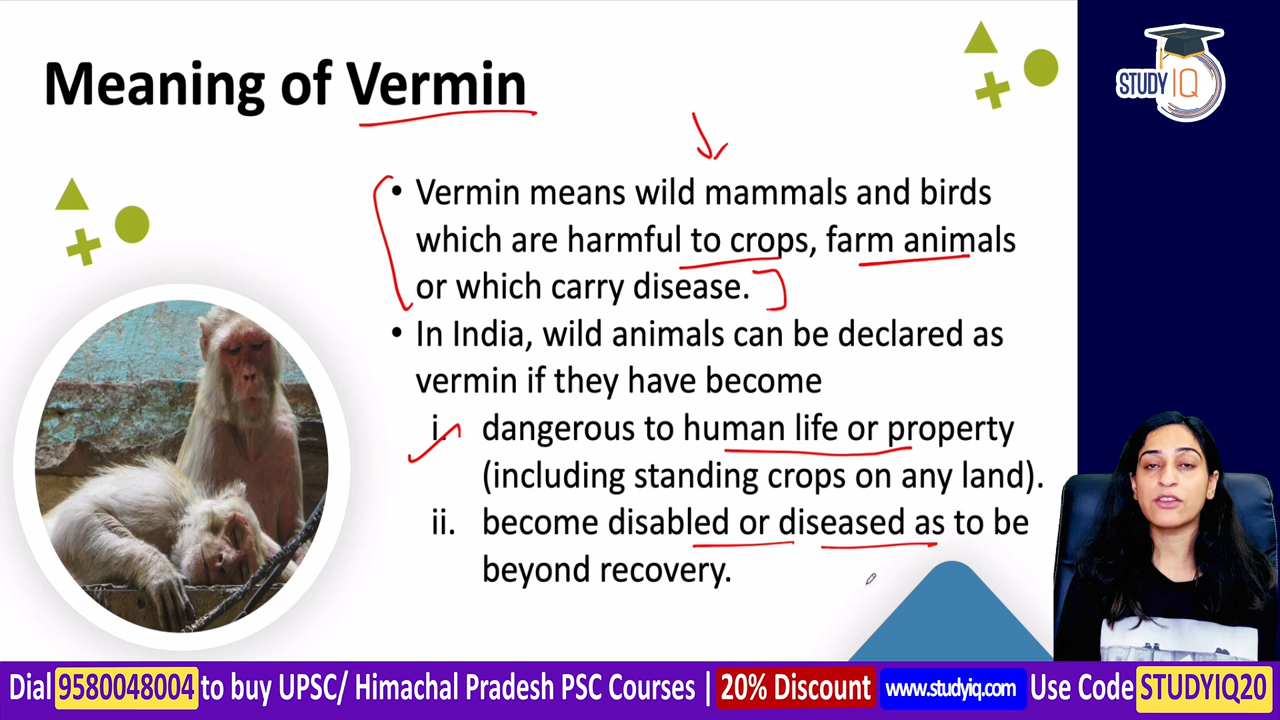 Meaning of Vermin
STUDY IQ
• Vermin means wild mammals and birds
which are harmful to crops, farm animals
or which carry disease.
• In India, wild animals can be declared as
vermin if they have become
i. dangerous to human life or property
(including standing crops on any land).
ii. become disabled or diseased as to be
beyond recovery.
Dial 9580048004 to buy UPSC/ Himachal Pradesh PSC Courses | 20% Discount www.studyiq.com Use Code STUDYIQ20